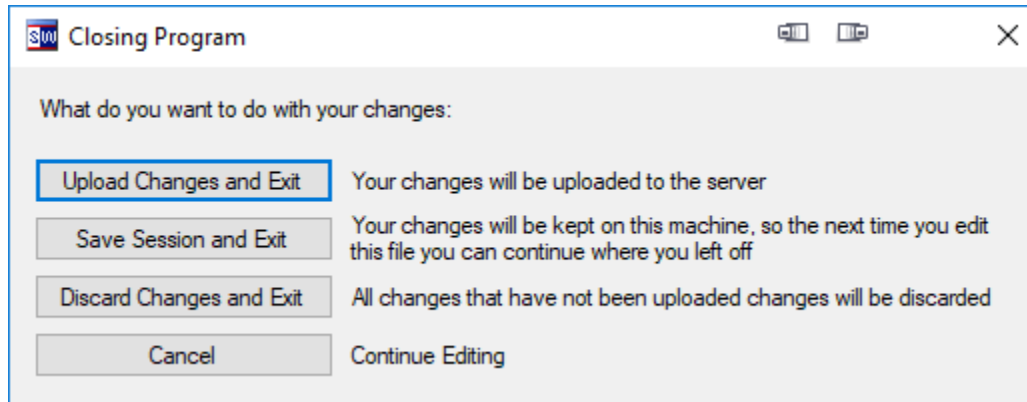 SW Closing Program
What do you want to do with your changes:
Upload Changes and Exit Your changes will be uploaded to the server
Save Session and Exit Your changes will be kept on this machine, so the next time you edit
this file you can continue where you left off
Discard Changes and Exit All changes that have not been uploaded changes will be discarded
Cancel Continue Editing